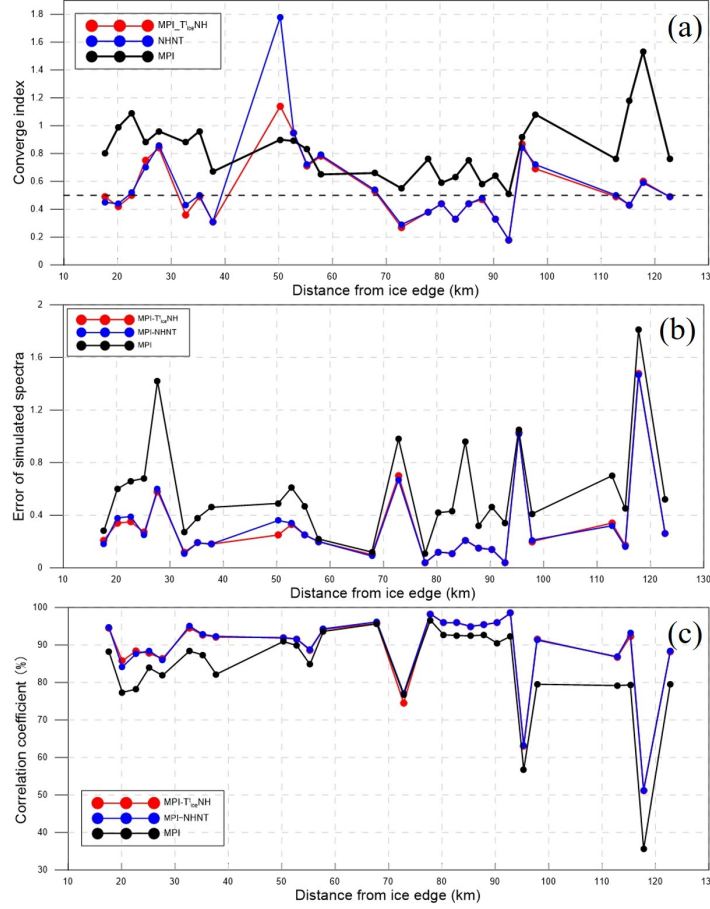 (a)
MPI_TⁱᵢcₑNH
NHNT
MPI
Converge index
1.8
1.6
1.4
1.2
1
0.8
0.6
0.4
0.2
0
10 20 30 40 50 60 70 80 90 100 110 120 130
Distance from ice edge (km)
(b)
MPI-TⁱᵢcₑNH
MPI-NHNT
MPI
Error of simulated spectra
2
1.6
1.2
0.8
0.4
0
10 20 30 40 50 60 70 80 90 100 110 120 130
Distance from ice edge (km)
(c)
Correlation coefficient (%)
100
90
80
70
60
50
40
30
MPI-TⁱᵢcₑNH
MPI-NHNT
MPI
10 20 30 40 50 60 70 80 90 100 110 120 130
Distance from ice edge (km)